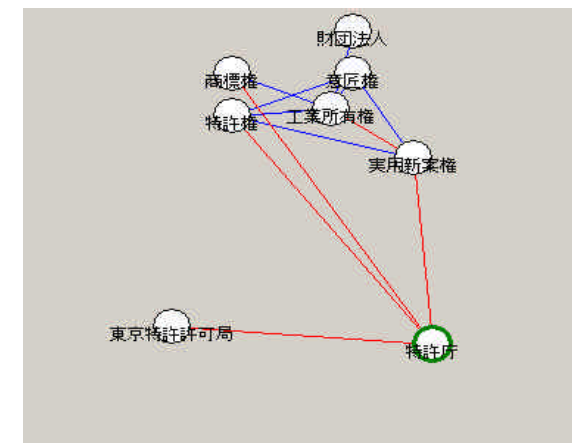 財団法人
商標権
意匠権
特許権
工業所有権
実用新案権
東京特許許可局
特許庁